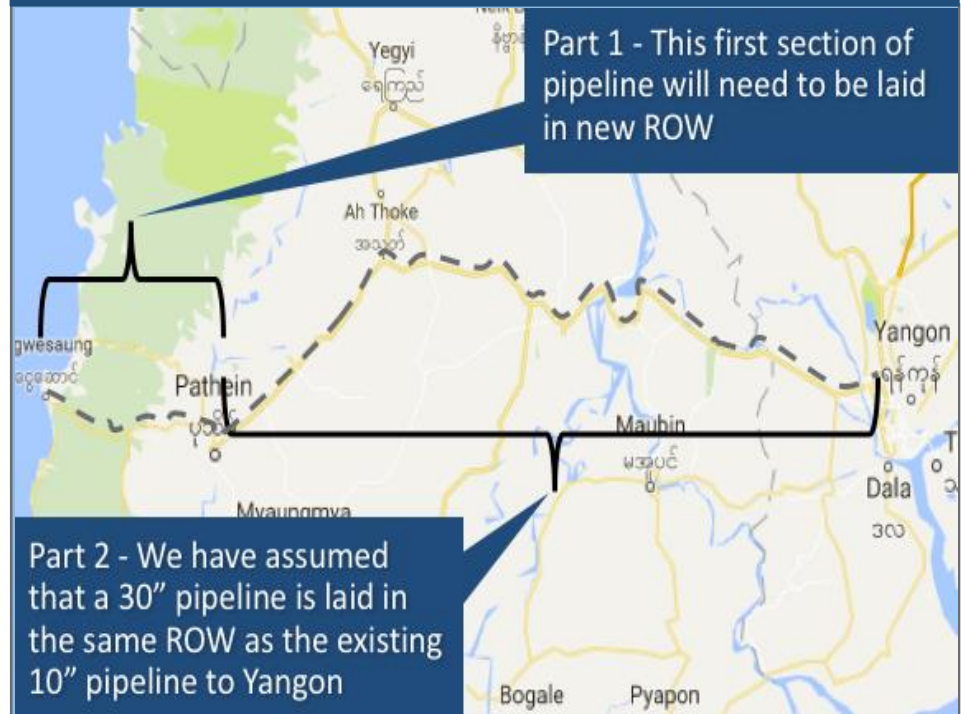 Part 1 - This first section of
pipeline will need to be laid
in new ROW
Yegyi
ရေကြည်
Ah Thoke
အသုတ်
gwesaung
ငွေဆောင်
Pathein
ပုသိမ်
Yangon
ရန်ကုန်
Maubin
မအူပင်
Dala
ဒလ
Myaungmya
Part 2 - We have assumed
that a 30” pipeline is laid in
the same ROW as the existing
10” pipeline to Yangon
Bogale
Pyapon